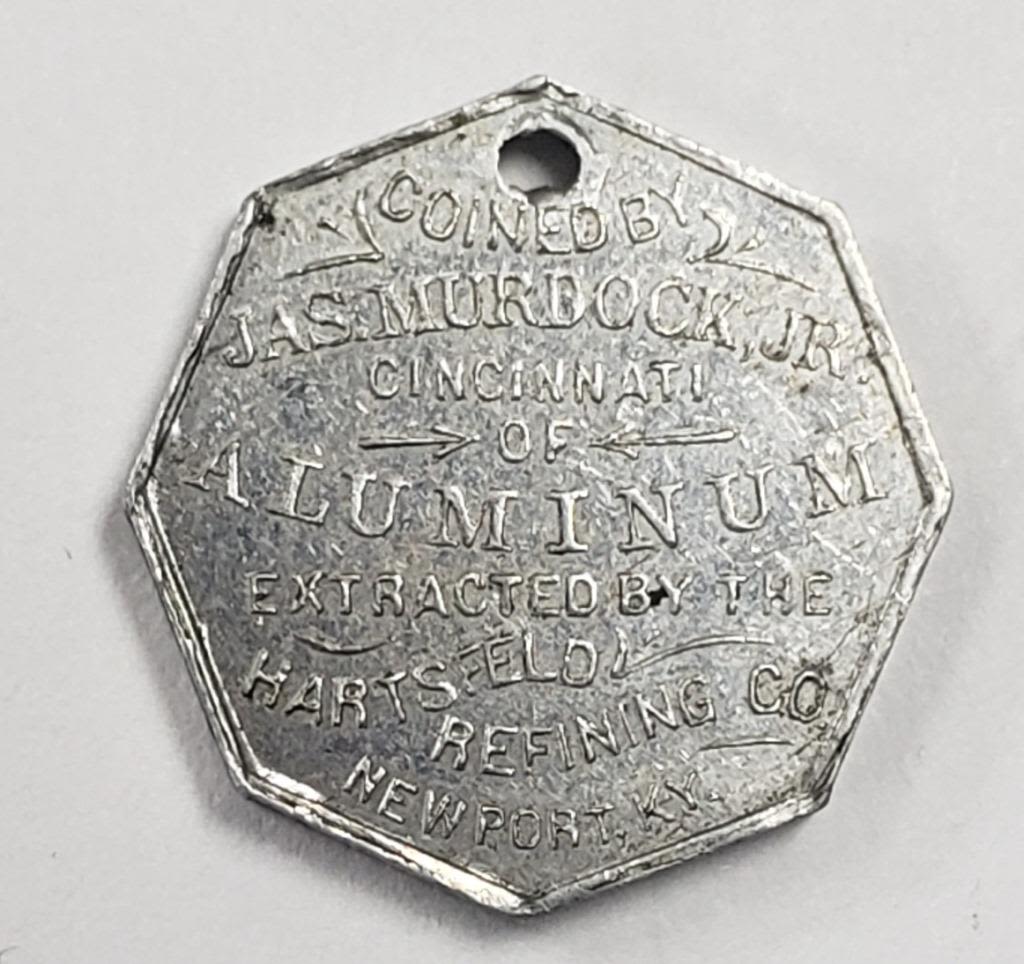 COINED BY
JAS. MURDOCK, JR.
CINCINNATI
OF
ALUMINUM
EXTRACTED BY THE
HARTSFELD
REFINING CO.
NEWPORT, KY.